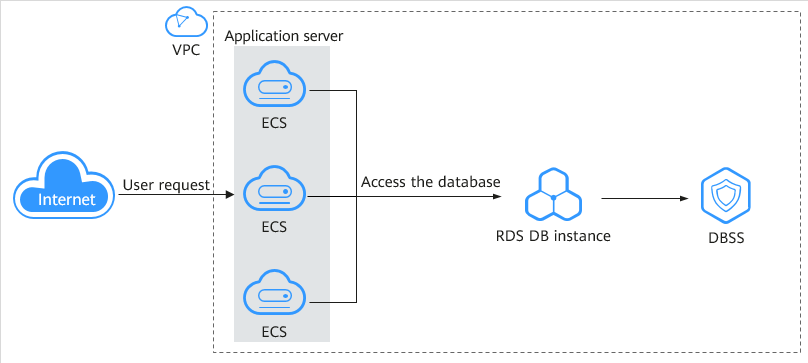 VPC
Application server
ECS
Internet
User request
ECS
Access the database
RDS DB instance
DBSS
ECS